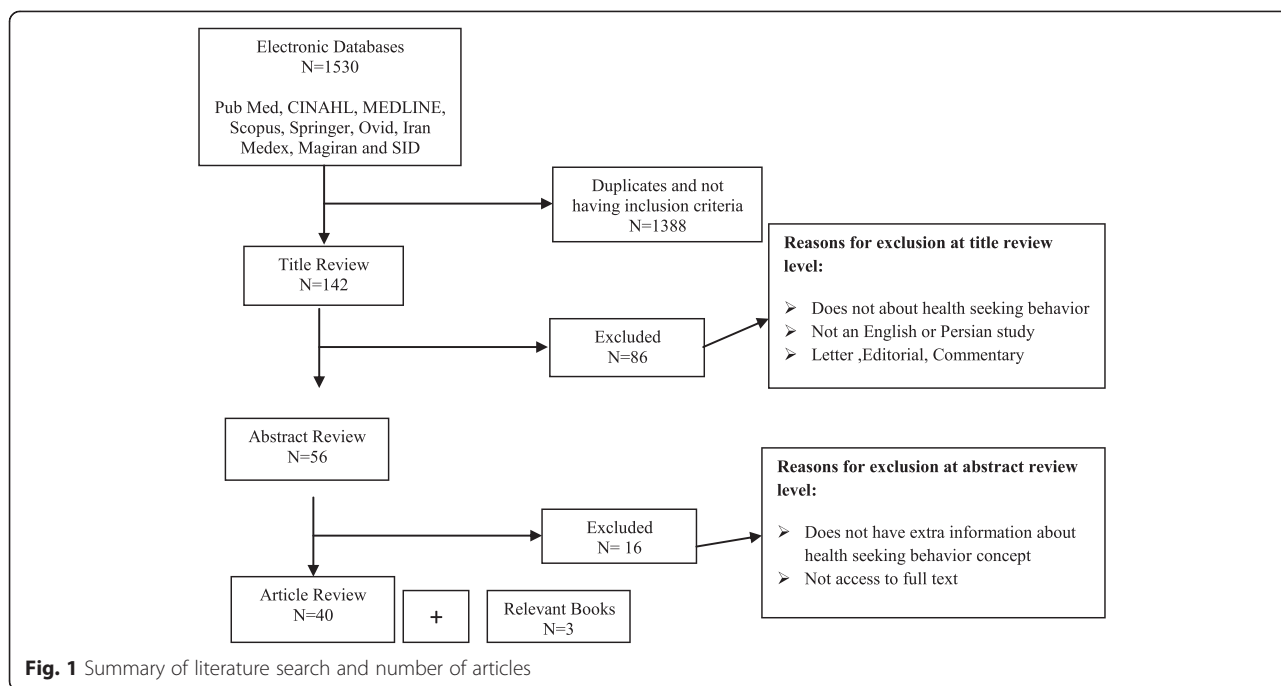 Electronic Databases
N=1530
Pub Med, CINAHL, MEDLINE,
Scopus, Springer, Ovid, Iran
Medex, Magiran and SID
Duplicates and not
having inclusion criteria
N=1388
Title Review
N=142
Excluded
N=86
Reasons for exclusion at title review
level:
➢ Does not about health seeking behavior
➢ Not an English or Persian study
➢ Letter ,Editorial, Commentary
Abstract Review
N=56
Excluded
N= 16
Reasons for exclusion at abstract review
level:
➢ Does not have extra information about
health seeking behavior concept
➢ Not access to full text
Article Review
N=40
+
Relevant Books
N=3
Fig. 1 Summary of literature search and number of articles